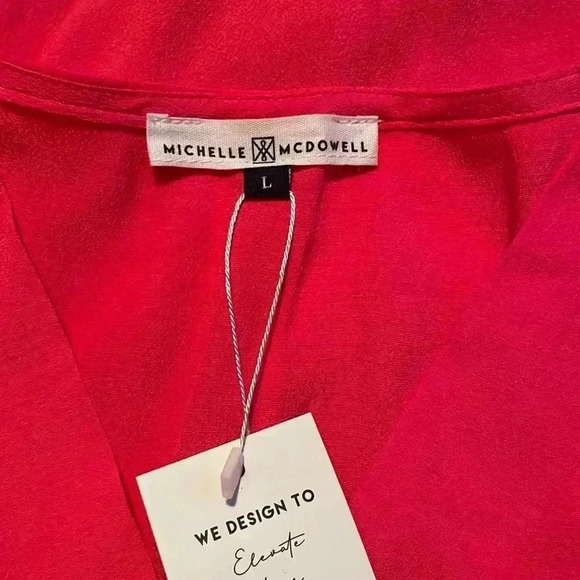 MICHELLE MCDOWELL
L
WE DESIGN TO
Elevate